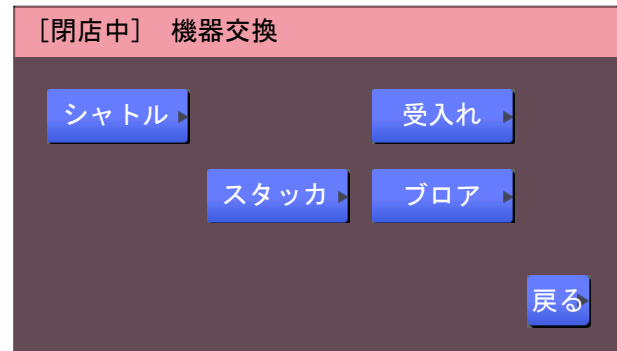 ［閉店中］　機器交換
シャトル　受入れ
スタッカ　ブロア
戻る